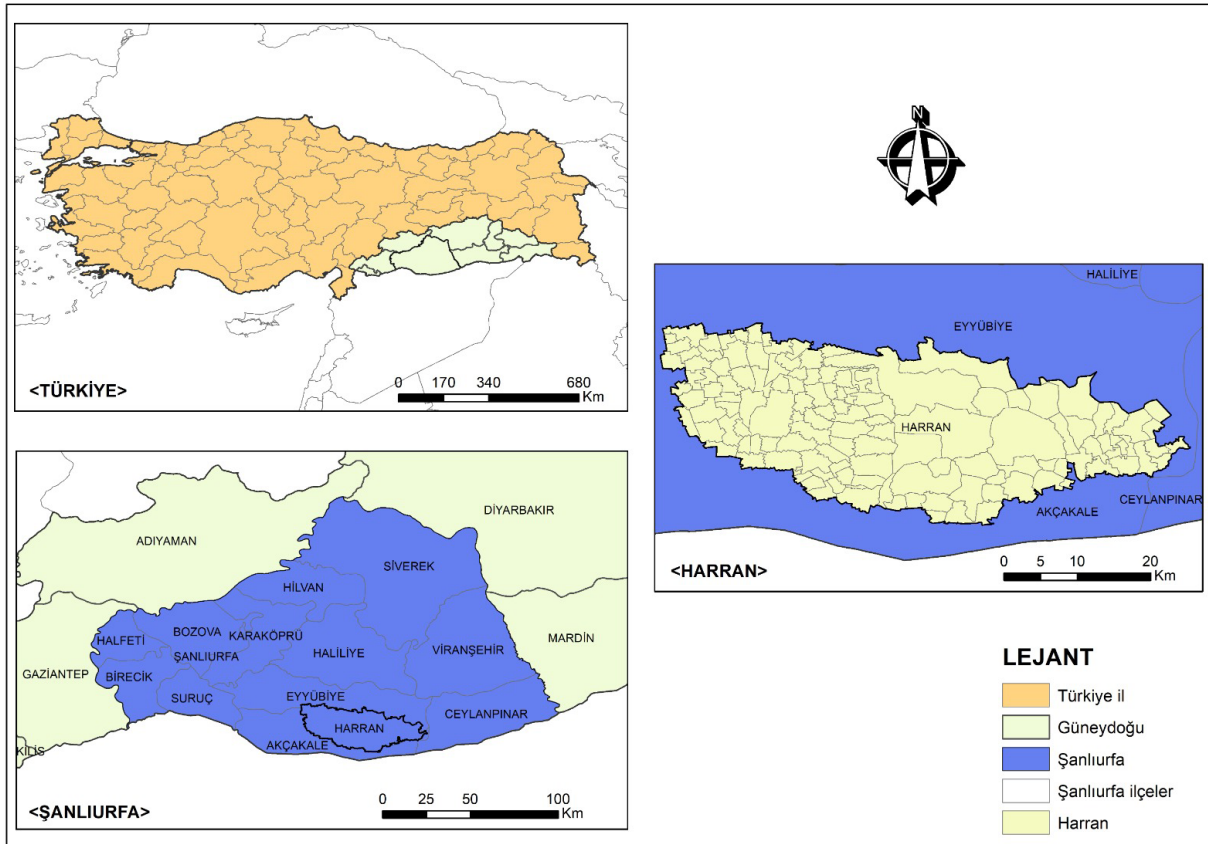 <TÜRKİYE>
0 170 340 680
Km
N
HALİLİYE
EYYÜBİYE
HARRAN
CEYLANPINAR
AKÇAKALE
<HARRAN>
0 5 10 20
Km
DİYARBAKIR
ADIYAMAN
SİVEREK
HİLVAN
HALFETİ
BOZOVA
KARAKÖPRÜ
MARDİN
ŞANLIURFA
HALİLİYE
VİRANŞEHİR
GAZİANTEP
BİRECİK
SURUÇ
EYYÜBİYE
CEYLANPINAR
HARRAN
AKÇAKALE
KİLİS
<ŞANLIURFA>
0 25 50 100
Km
LEJANT
Türkiye il
Güneydoğu
Şanlıurfa
Şanlıurfa ilçeler
Harran